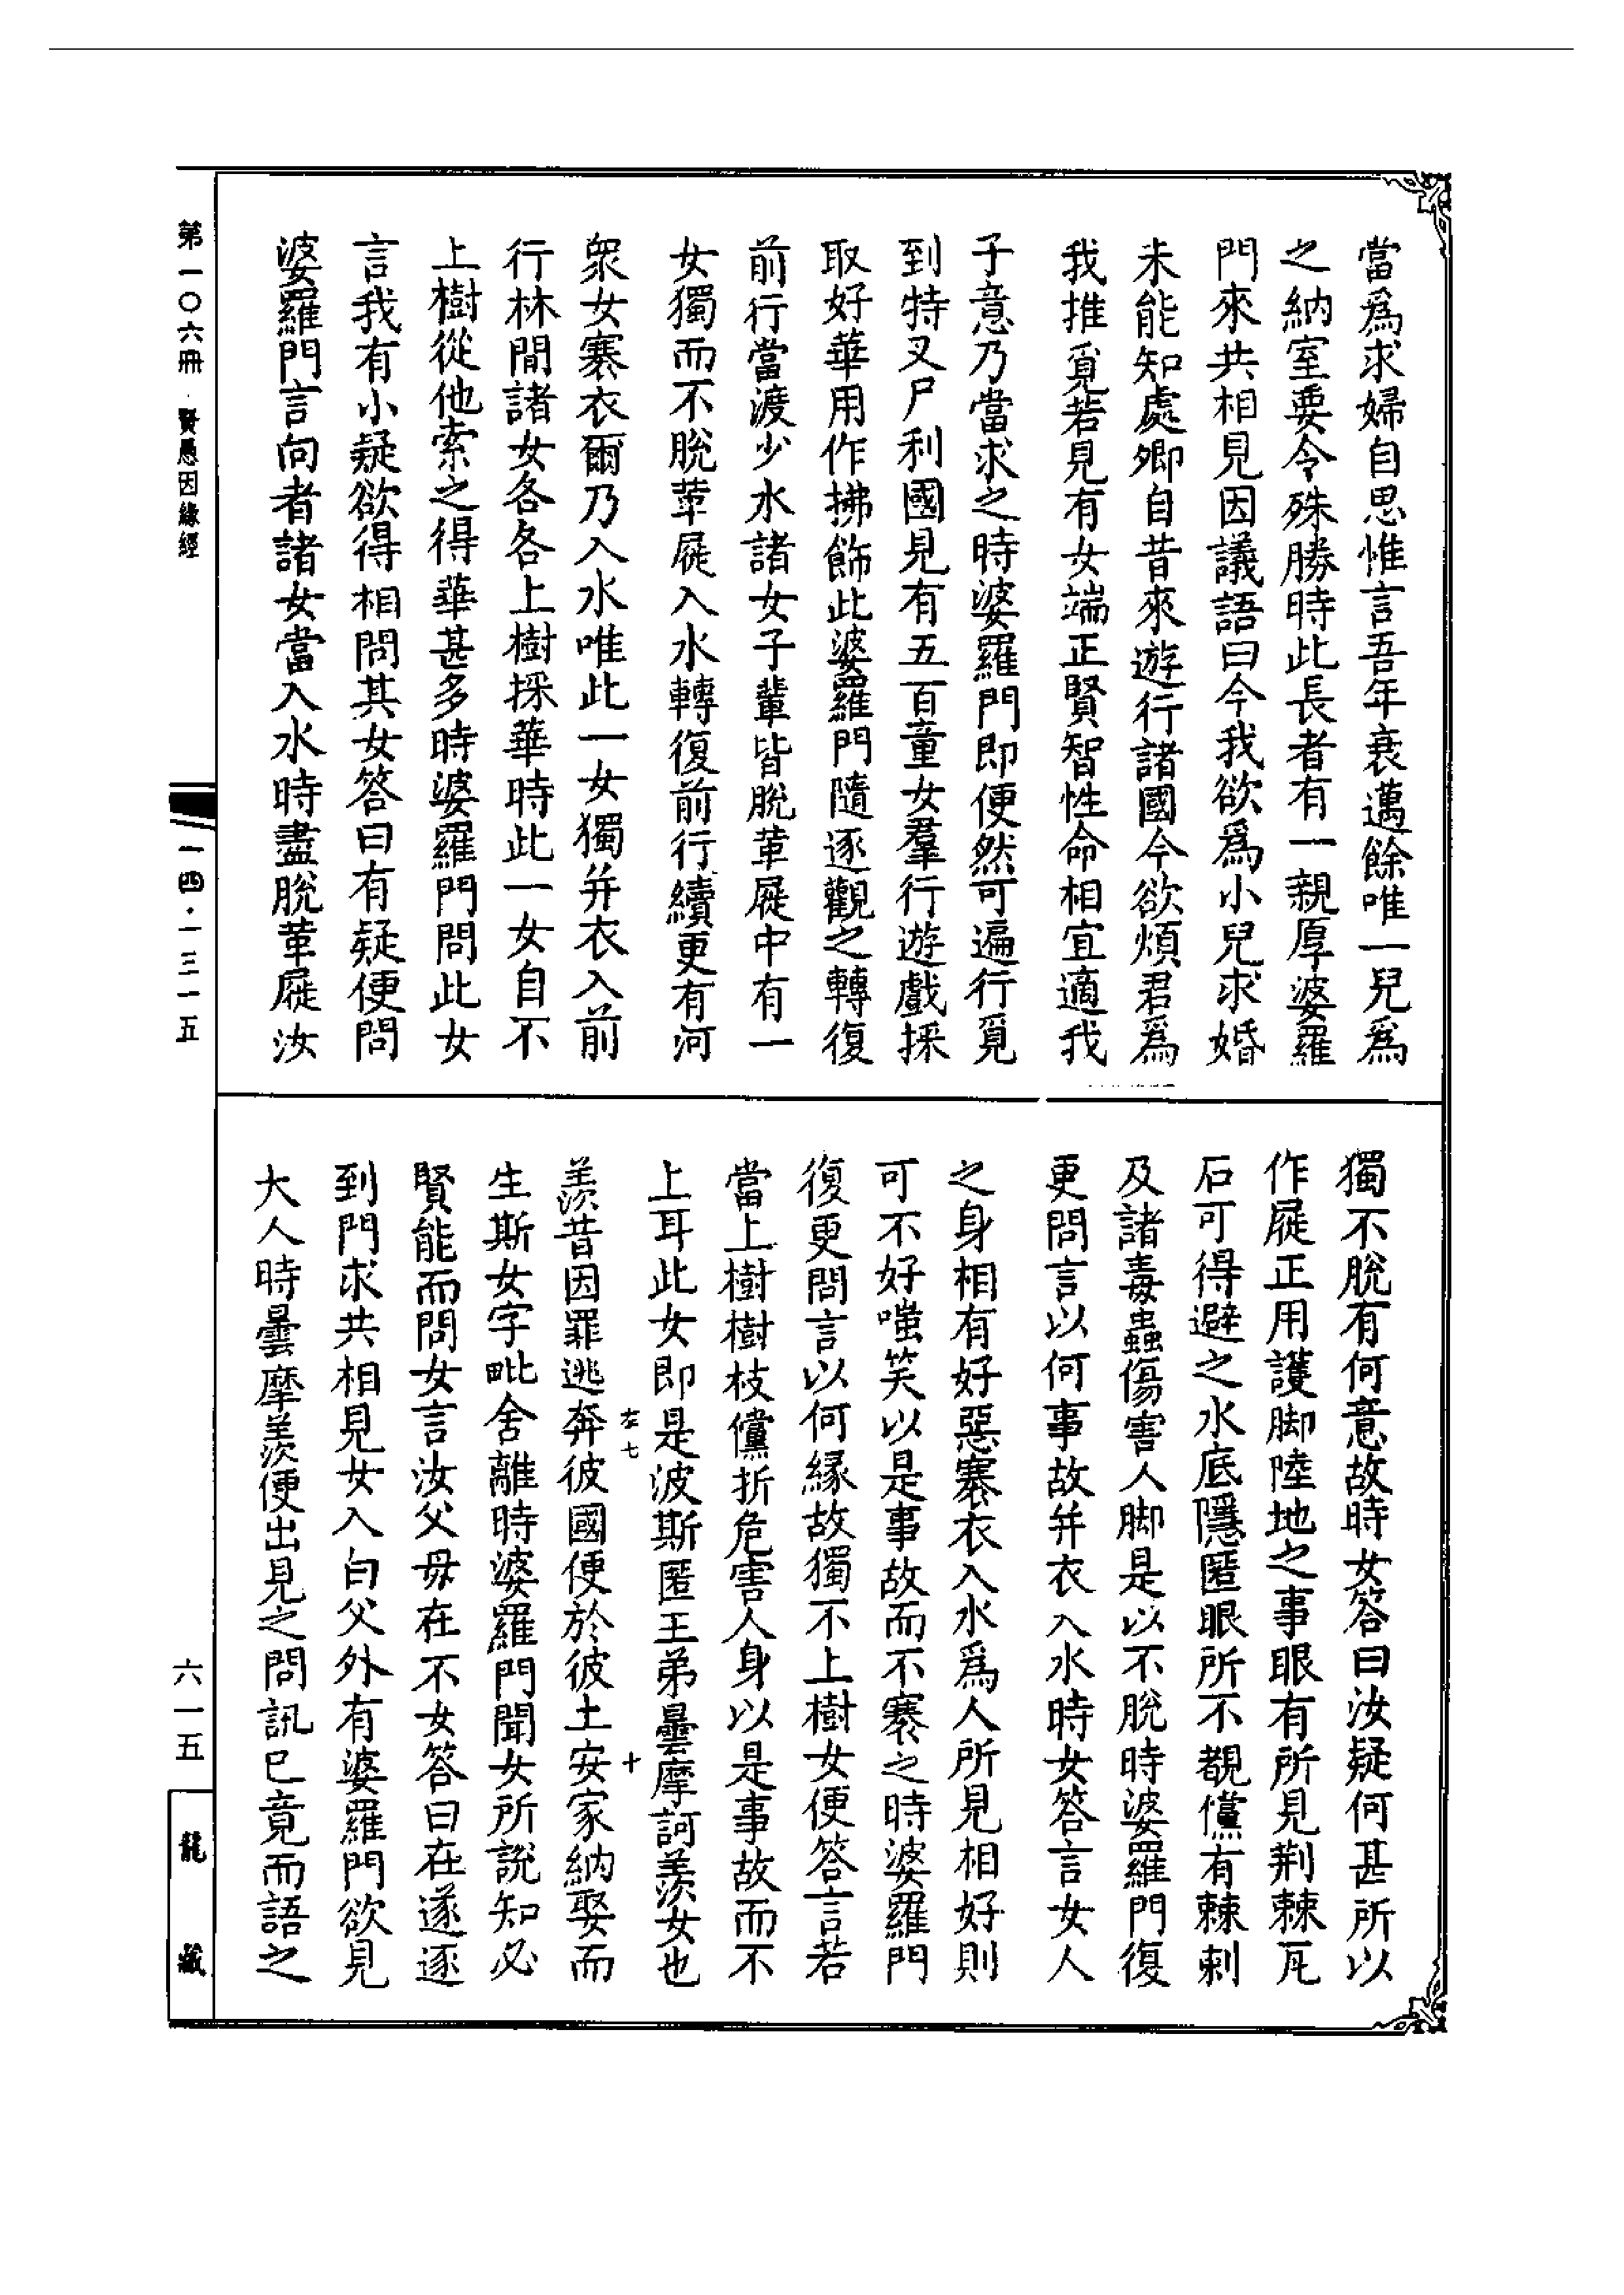 當爲求婦自思惟言吾年衰邁餘唯一兒爲
之納室要令殊勝時此長者有一親厚婆羅
門來共相見因議語曰今我欲爲小兒求婚
未能知處卿自昔來遊行諸國今欲煩君爲
我推覓若見有女端正賢智性命相宜適我
子意乃當求之時婆羅門即便然可遍行覓
到特叉尸利國見有五百童女羣行遊戲採
取好華用作拂飾此婆羅門隨逐觀之轉復
前行當渡少水諸女子輩皆脫革屣中有一
女獨而不脫革屣入水轉復前行續更有河
衆女褰衣爾乃入水唯此一女獨并衣入前
行林間諸女各各上樹採華時此一女自不
上樹從他索之得華甚多時婆羅門問此女
言我有小疑欲得相問其女答曰有疑便問
婆羅門言向者諸女當入水時盡脫革屣汝
獨不脫有何意故時女答曰汝疑何甚所以
作屣正用護脚陸地之事眼有所見荆棘瓦
石可得避之水底隱匿眼所不覩儻有棘刺
及諸毒蟲傷害人脚是以不脫時婆羅門復
更問言以何事故并衣入水時女答言女人
之身相有好惡褰衣入水爲人所見相好則
可不好嗤笑以是事故而不褰之時婆羅門
復更問言以何緣故獨不上樹女便答言若
當上樹樹枝儻折危害人身以是事故而不
上耳此女即是波斯匿王弟曇摩訶羨女也
左七 十
羨昔因罪逃奔彼國便於彼土安家納娶而
生斯女字毗舍離時婆羅門聞女所說知必
賢能而問女言汝父母在不女答曰在遂逐
到門求共相見女入白父外有婆羅門欲見
大人時曇摩羨便出見之問訊已竟而語之
第一〇六冊 賢愚因緣經
一四·一三一五
六一五
龍藏